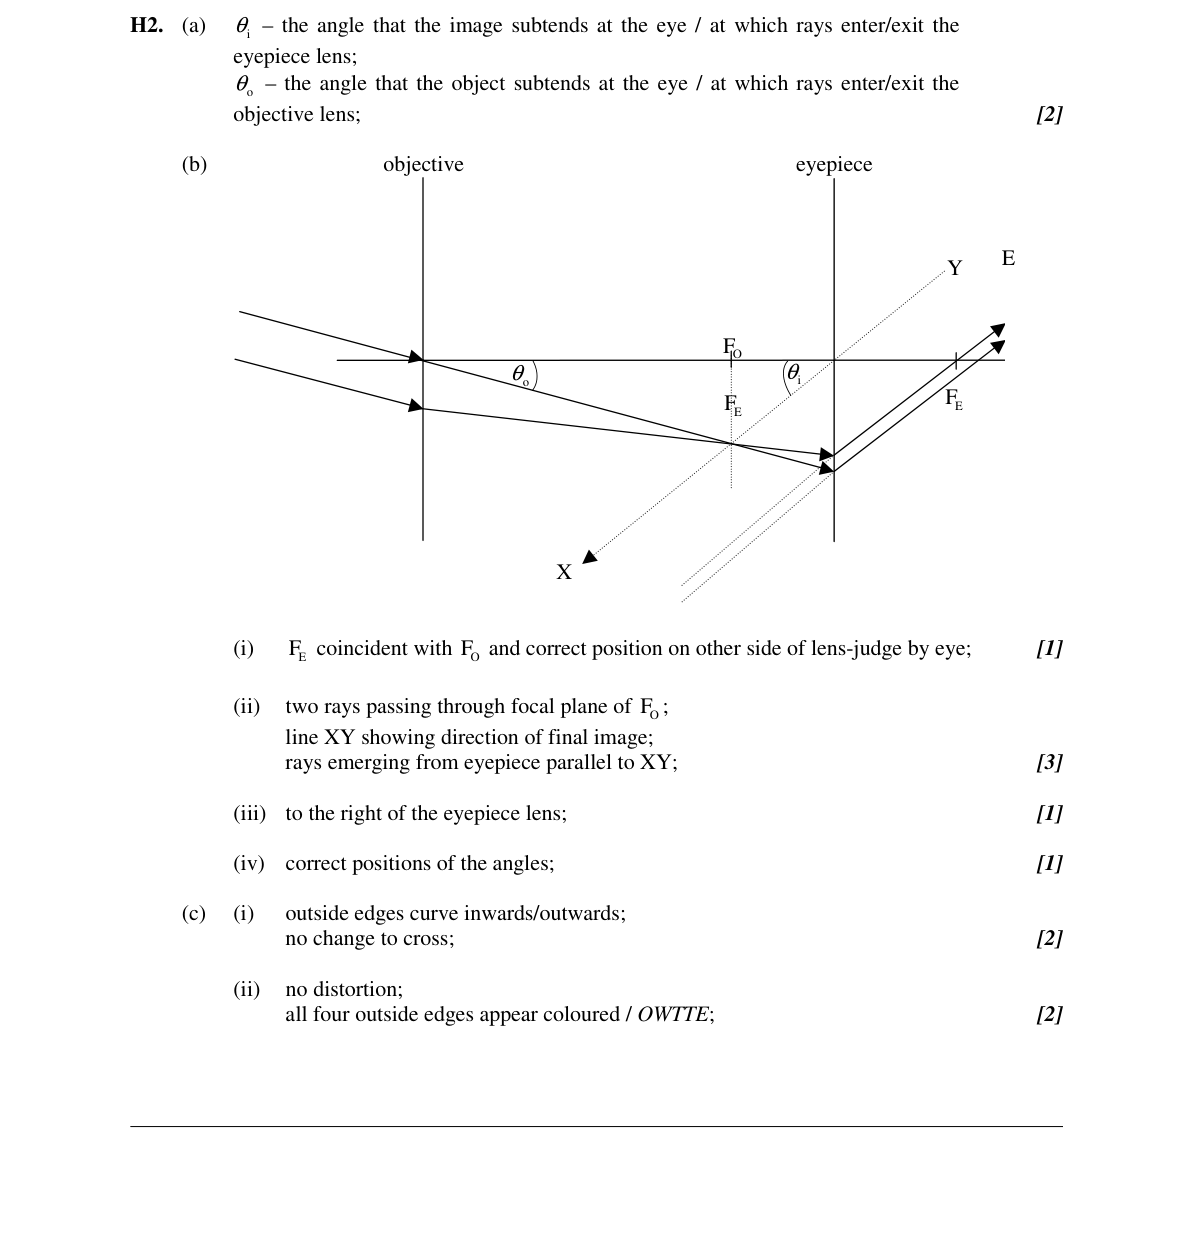 H2. (a) θi – the angle that the image subtends at the eye / at which rays enter/exit the
eyepiece lens;
θo – the angle that the object subtends at the eye / at which rays enter/exit the
objective lens; [2]
(b) objective eyepiece
Y E
FO
θo θi
FE FE
X
(i) FE coincident with FO and correct position on other side of lens-judge by eye; [1]
(ii) two rays passing through focal plane of FO;
line XY showing direction of final image;
rays emerging from eyepiece parallel to XY; [3]
(iii) to the right of the eyepiece lens; [1]
(iv) correct positions of the angles; [1]
(c) (i) outside edges curve inwards/outwards;
no change to cross; [2]
(ii) no distortion;
all four outside edges appear coloured / OWTTE; [2]